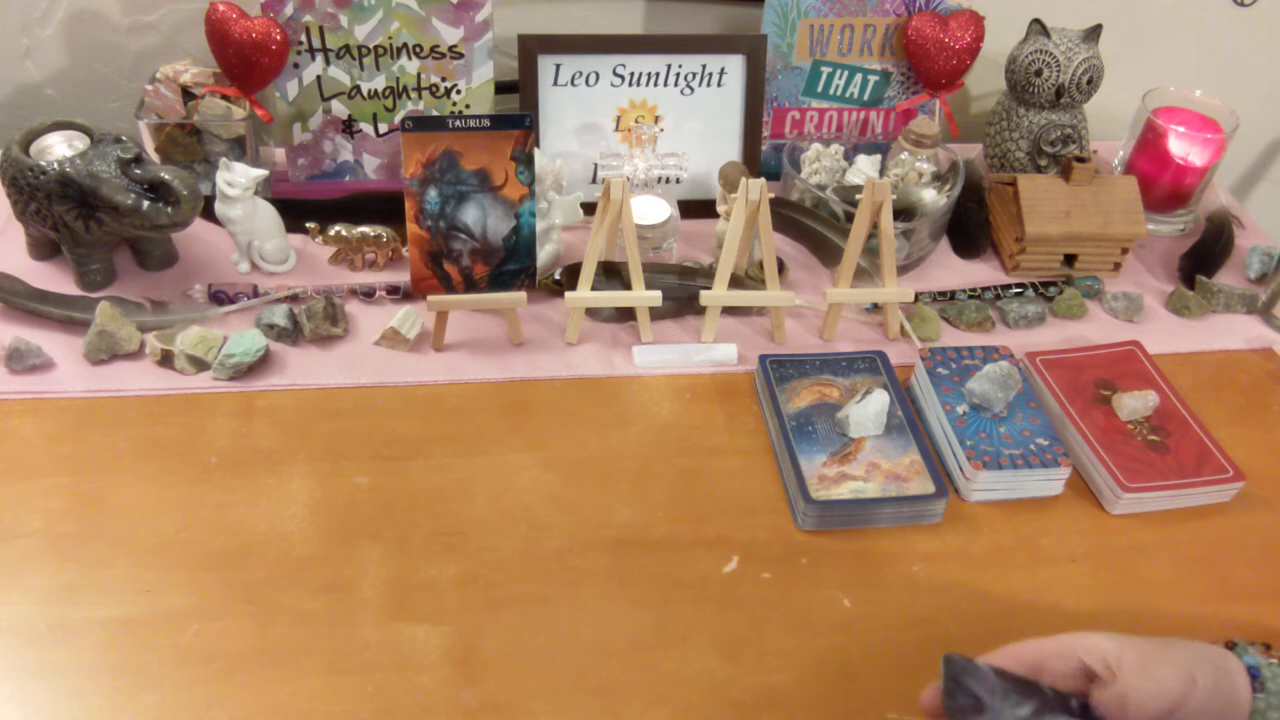 Happiness
Laughter
&
TAURUS
Leo Sunlight
L.S.I.
WORK
THAT
CROWN!